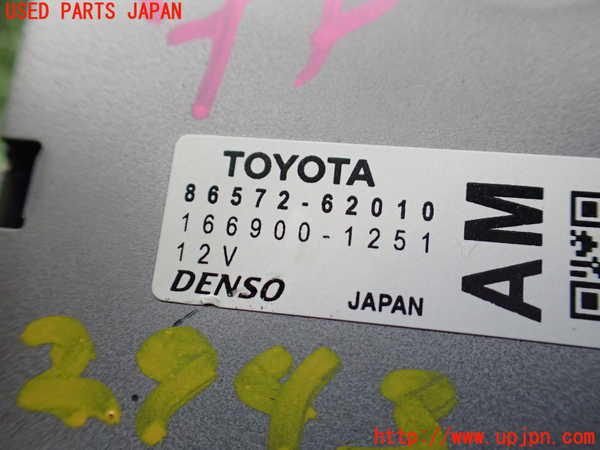 USED PARTS JAPAN
TOYOTA
86572-62010
166900-1251
12V
DENSO
JAPAN
AM
http://www.upjpn.com/